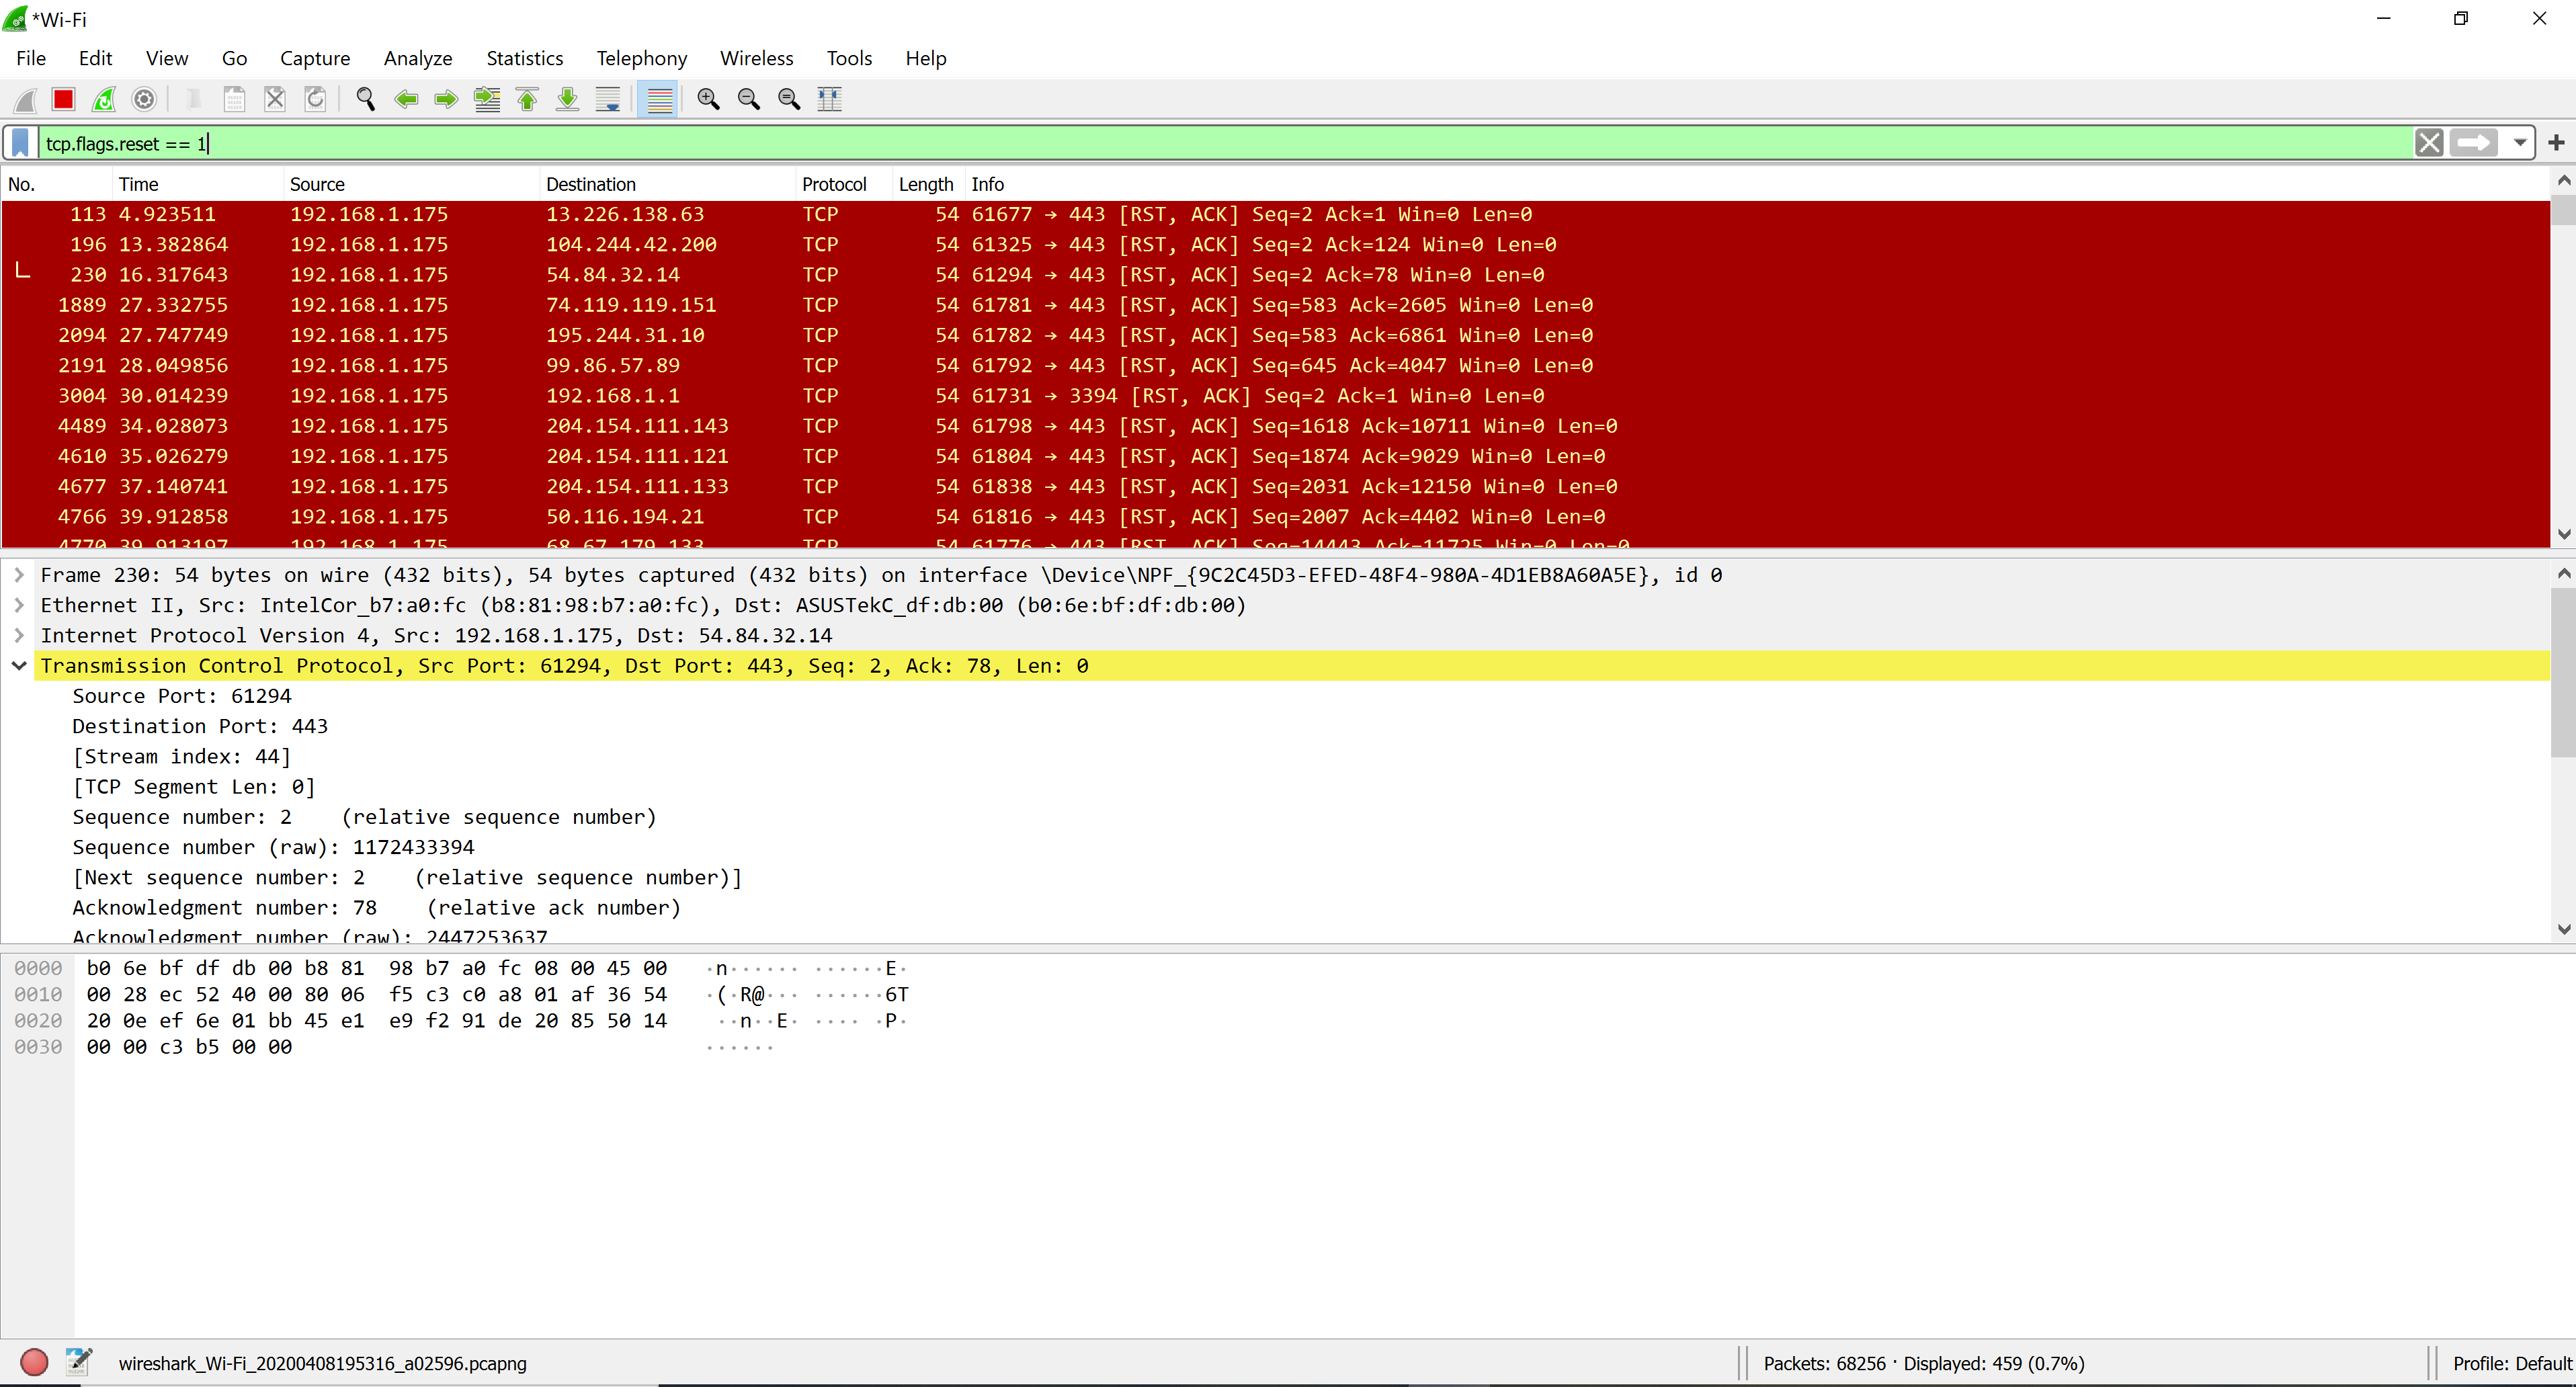 *Wi-Fi
File Edit View Go Capture Analyze Statistics Telephony Wireless Tools Help
tcp.flags.reset == 1
No. Time Source Destination Protocol Length Info
113 4.923511 192.168.1.175 13.226.138.63 TCP 54 61677 → 443 [RST, ACK] Seq=2 Ack=1 Win=0 Len=0
196 13.382864 192.168.1.175 104.244.42.200 TCP 54 61325 → 443 [RST, ACK] Seq=2 Ack=124 Win=0 Len=0
230 16.317643 192.168.1.175 54.84.32.14 TCP 54 61294 → 443 [RST, ACK] Seq=2 Ack=78 Win=0 Len=0
1889 27.332755 192.168.1.175 74.119.119.151 TCP 54 61781 → 443 [RST, ACK] Seq=583 Ack=2605 Win=0 Len=0
2094 27.747749 192.168.1.175 195.244.31.10 TCP 54 61782 → 443 [RST, ACK] Seq=583 Ack=6861 Win=0 Len=0
2191 28.049856 192.168.1.175 99.86.57.89 TCP 54 61792 → 443 [RST, ACK] Seq=645 Ack=4047 Win=0 Len=0
3004 30.014239 192.168.1.175 192.168.1.1 TCP 54 61731 → 3394 [RST, ACK] Seq=2 Ack=1 Win=0 Len=0
4489 34.028073 192.168.1.175 204.154.111.143 TCP 54 61798 → 443 [RST, ACK] Seq=1618 Ack=10711 Win=0 Len=0
4610 35.026279 192.168.1.175 204.154.111.121 TCP 54 61804 → 443 [RST, ACK] Seq=1874 Ack=9029 Win=0 Len=0
4677 37.140741 192.168.1.175 204.154.111.133 TCP 54 61838 → 443 [RST, ACK] Seq=2031 Ack=12150 Win=0 Len=0
4766 39.912858 192.168.1.175 50.116.194.21 TCP 54 61816 → 443 [RST, ACK] Seq=2007 Ack=4402 Win=0 Len=0
4770 39.913197 192.168.1.175 68.67.179.133 TCP 54 61776 → 443 [RST, ACK] Seq=14443 Ack=11725 Win=0 Len=0
Frame 230: 54 bytes on wire (432 bits), 54 bytes captured (432 bits) on interface \Device\NPF_{9C2C45D3-EFED-48F4-980A-4D1EB8A60A5E}, id 0
Ethernet II, Src: IntelCor_b7:a0:fc (b8:81:98:b7:a0:fc), Dst: ASUSTekC_df:db:00 (b0:6e:bf:df:db:00)
Internet Protocol Version 4, Src: 192.168.1.175, Dst: 54.84.32.14
Transmission Control Protocol, Src Port: 61294, Dst Port: 443, Seq: 2, Ack: 78, Len: 0
Source Port: 61294
Destination Port: 443
[Stream index: 44]
[TCP Segment Len: 0]
Sequence number: 2 (relative sequence number)
Sequence number (raw): 1172433394
[Next sequence number: 2 (relative sequence number)]
Acknowledgment number: 78 (relative ack number)
Acknowledgment number (raw): 2447253637
0000 b0 6e bf df db 00 b8 81 98 b7 a0 fc 08 00 45 00 ·n······ ······E·
0010 00 28 ec 52 40 00 80 06 f5 c3 c0 a8 01 af 36 54 ·(·R@··· ······6T
0020 20 0e ef 6e 01 bb 45 e1 e9 f2 91 de 20 85 50 14 ··n··E· ···· ·P·
0030 00 00 c3 b5 00 00 ······
wireshark_Wi-Fi_20200408195316_a02596.pcapng Packets: 68256 · Displayed: 459 (0.7%) Profile: Default